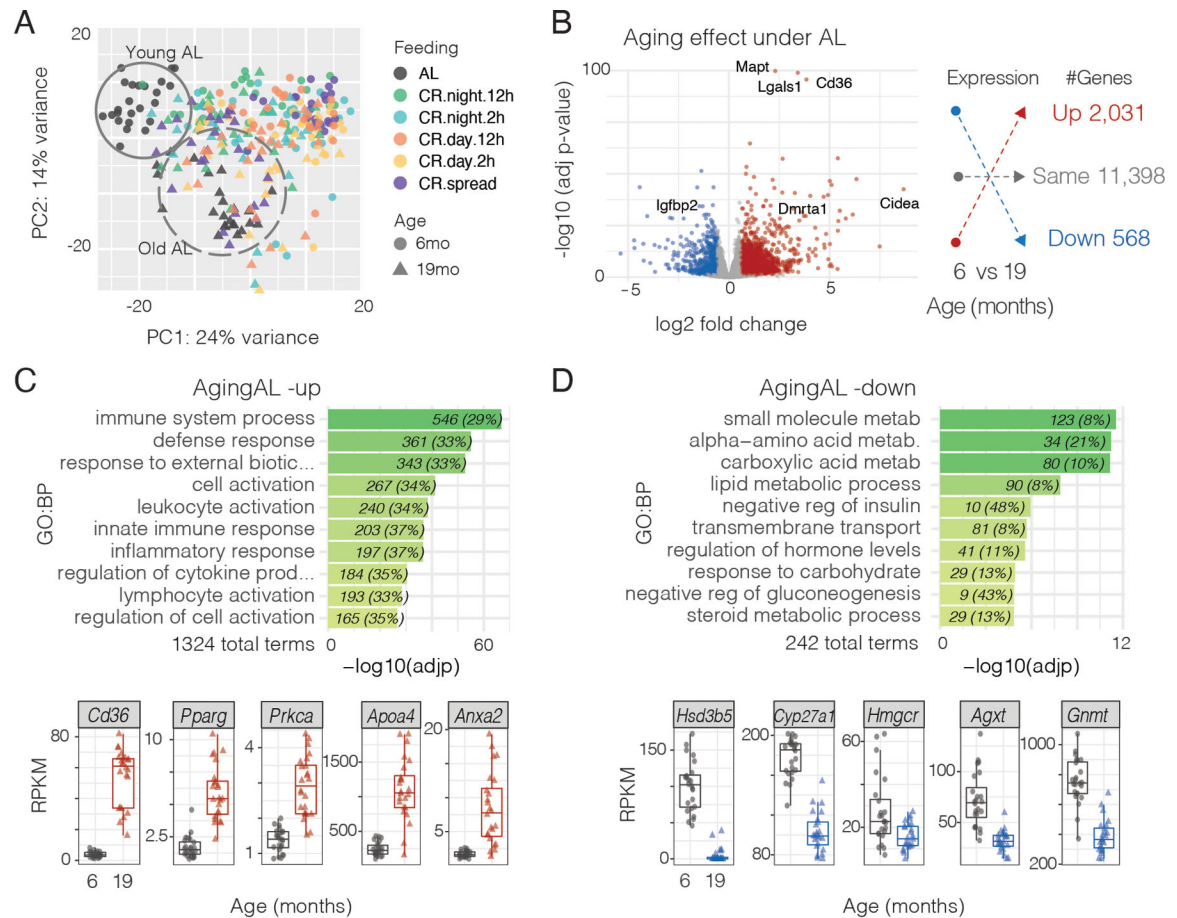 A
20
-20
PC2: 14% variance
Young AL
Old AL
-20
20
PC1: 24% variance
Feeding
AL
CR.night.12h
CR.night.2h
CR.day.12h
CR.day.2h
CR.spread
Age
6mo
19mo
B
Aging effect under AL
100
0
-log10 (adj p-value)
Mapt
Lgals1
Cd36
Igfbp2
Dmrta1
Cidea
−5
0
5
log2 fold change
Expression
#Genes
Up 2,031
Same 11,398
Down 568
6 vs 19
Age (months)
C
AgingAL -up
GO:BP
immune system process 546 (29%)
defense response 361 (33%)
response to external biotic... 343 (33%)
cell activation 267 (34%)
leukocyte activation 240 (34%)
innate immune response 203 (37%)
inflammatory response 197 (37%)
regulation of cytokine prod... 184 (35%)
lymphocyte activation 193 (33%)
regulation of cell activation 165 (35%)
1324 total terms
0 60
−log10(adjp)
Cd36 Pparg Prkca Apoa4 Anxa2
RPKM
80
0
10
2.5
4
1
1500
500
20
5
6 19
Age (months)
D
AgingAL -down
GO:BP
small molecule metab 123 (8%)
alpha−amino acid metab. 34 (21%)
carboxylic acid metab 80 (10%)
lipid metabolic process 90 (8%)
negative reg of insulin 10 (48%)
transmembrane transport 81 (8%)
regulation of hormone levels 41 (11%)
response to carbohydrate 29 (13%)
negative reg of gluconeogenesis 9 (43%)
steroid metabolic process 29 (13%)
242 total terms
0 12
−log10(adjp)
Hsd3b5 Cyp27a1 Hmgcr Agxt Gnmt
RPKM
150
0
200
80
60
20
100
50
1000
200
6 19
Age (months)